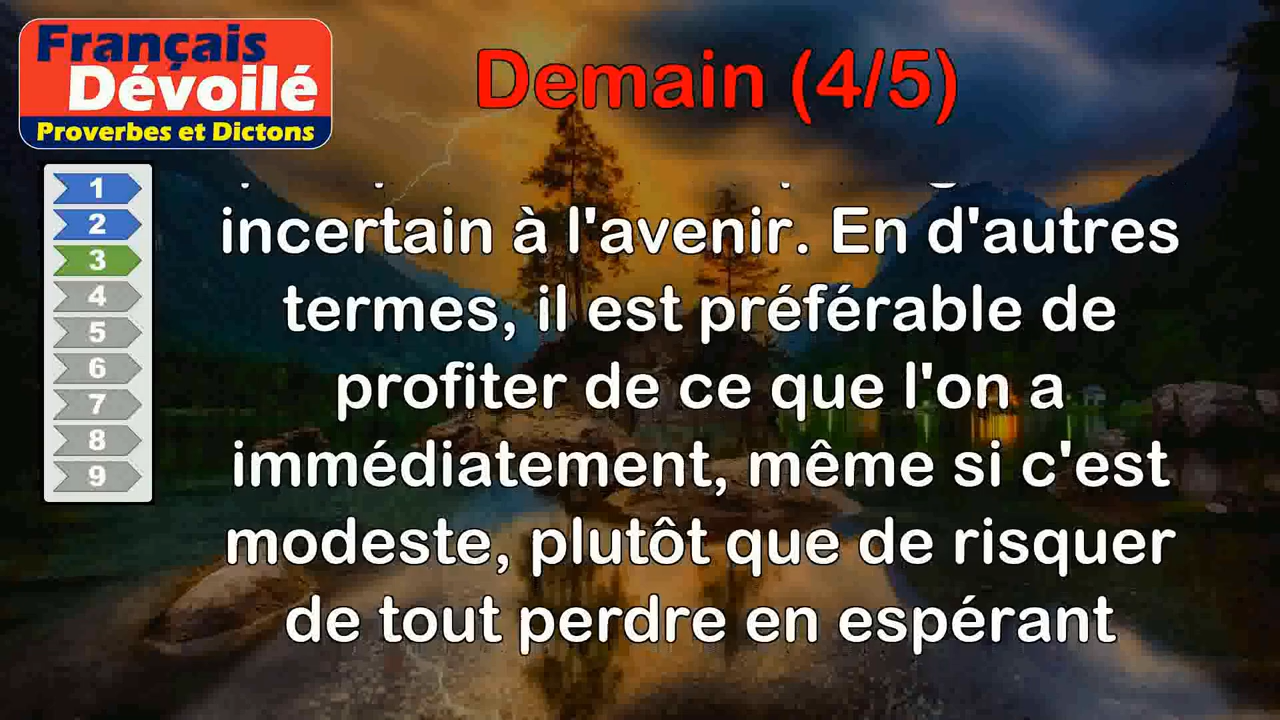 Français
Dévoilé
Proverbes et Dictons
Demain (4/5)
1
2
3
4
5
6
7
8
9
incertain à l'avenir. En d'autres
termes, il est préférable de
profiter de ce que l'on a
immédiatement, même si c'est
modeste, plutôt que de risquer
de tout perdre en espérant